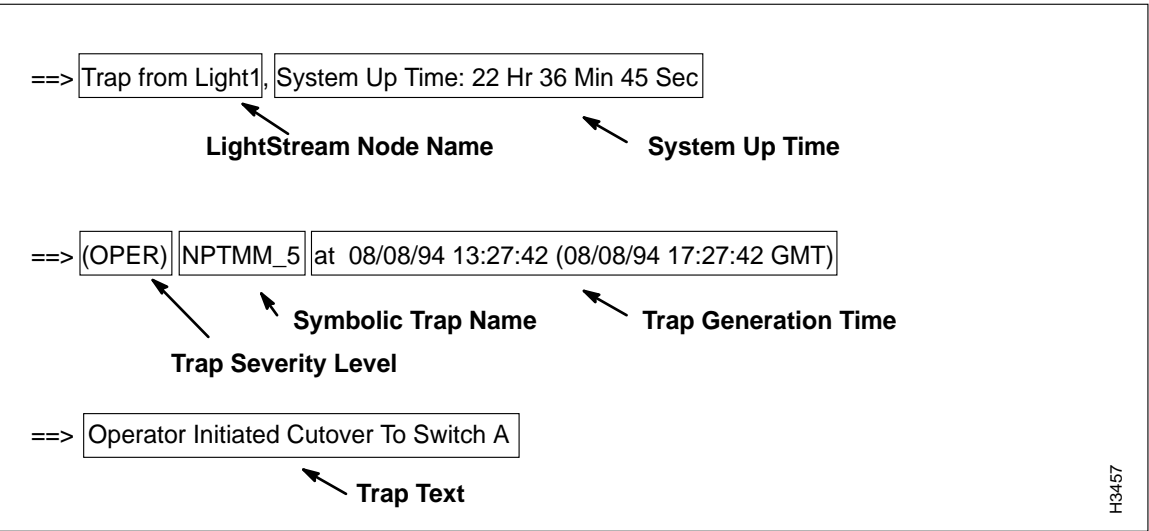 ==> Trap from Light1, System Up Time: 22 Hr 36 Min 45 Sec
LightStream Node Name System Up Time
==> (OPER) NPTMM_5 at 08/08/94 13:27:42 (08/08/94 17:27:42 GMT)
Symbolic Trap Name Trap Generation Time
Trap Severity Level
==> Operator Initiated Cutover To Switch A
Trap Text
H3457